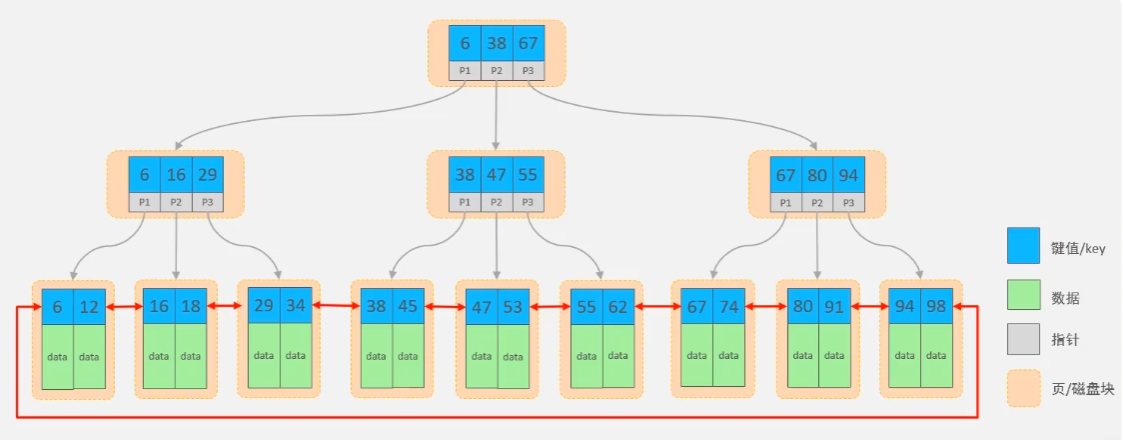 6 38 67
P1 P2 P3
6 16 29
P1 P2 P3
38 47 55
P1 P2 P3
67 80 94
P1 P2 P3
6 12
data data
16 18
data data
29 34
data data
38 45
data data
47 53
data data
55 62
data data
67 74
data data
80 91
data data
94 98
data data
键值/key
数据
指针
页/磁盘块